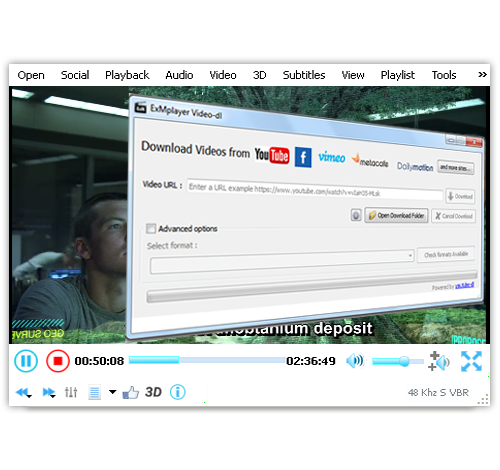 Open Social Playback Audio Video 3D Subtitles View Playlist Tools »
ExMplayer Video-dl
Download Videos from YouTube f vimeo metacafe Dailymotion and more sites...
Video URL : Enter a URL example https://www.youtube.com/watch?
Download
Open Download Folder Cancel Download
Advanced options
Select format :
Check formats Available
Powered by youtube-dl
GEO SURVE
deposit
00:50:08 02:36:49
3D i 48 Khz S VBR